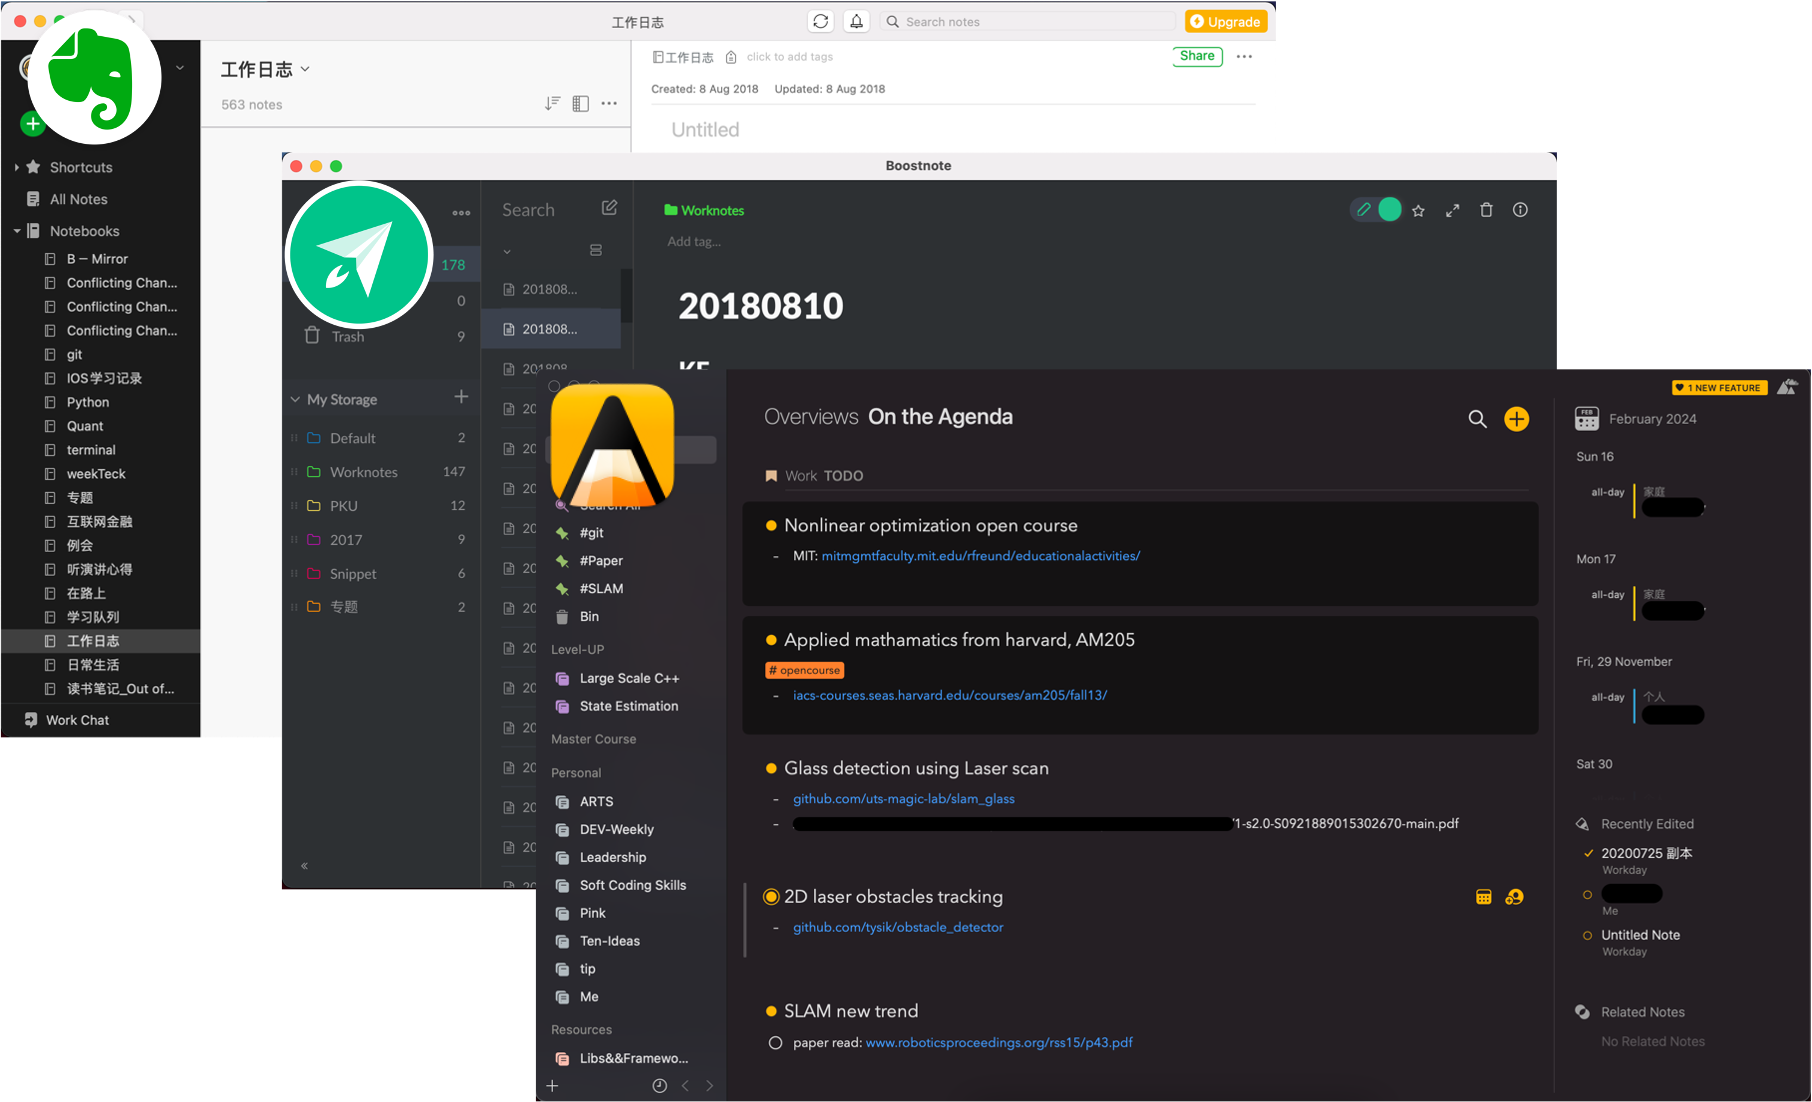 工作日志
Search notes
Upgrade
工作日志
563 notes
工作日志
click to add tags
Share
Created: 8 Aug 2018
Updated: 8 Aug 2018
Untitled
Shortcuts
All Notes
Notebooks
B – Mirror
Conflicting Chan...
Conflicting Chan...
Conflicting Chan...
git
IOS学习记录
Python
Quant
terminal
weekTeck
专题
互联网金融
例会
听演讲心得
在路上
学习队列
工作日志
日常生活
读书笔记_Out of...
Work Chat
Boostnote
178
0
Trash 9
My Storage
Default 2
Worknotes 147
PKU 12
2017 9
Snippet 6
专题 2
Search
201808...
201808...
201808
20
20
20
20
20
20
20
20
20
20
20
20
Worknotes
Add tag...
20180810
Search All
#git
#Paper
#SLAM
Bin
Level-UP
Large Scale C++
State Estimation
Master Course
Personal
ARTS
DEV-Weekly
Leadership
Soft Coding Skills
Pink
Ten-Ideas
tip
Me
Resources
Libs&&Framewo...
Overviews On the Agenda
Work TODO
Nonlinear optimization open course
- MIT: mitmgmtfaculty.mit.edu/rfreund/educationalactivities/
Applied mathamatics from harvard, AM205
# opencourse
- iacs-courses.seas.harvard.edu/courses/am205/fall13/
Glass detection using Laser scan
- github.com/uts-magic-lab/slam_glass
- /1-s2.0-S0921889015302670-main.pdf
2D laser obstacles tracking
- github.com/tysik/obstacle_detector
SLAM new trend
paper read: www.roboticsproceedings.org/rss15/p43.pdf
1 NEW FEATURE
FEB
February 2024
Sun 16
all-day 家庭
Mon 17
all-day 家庭
Fri, 29 November
all-day 个人
Sat 30
Recently Edited
20200725 副本
Workday
Me
Untitled Note
Workday
Related Notes
No Related Notes